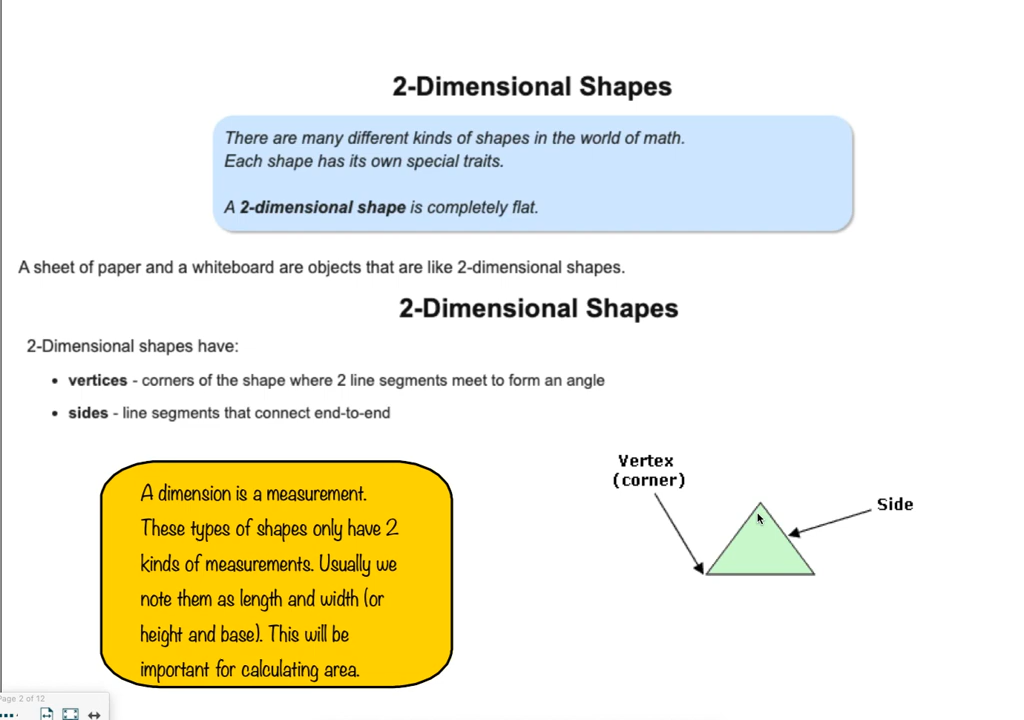 2-Dimensional Shapes
There are many different kinds of shapes in the world of math.
Each shape has its own special traits.
A 2-dimensional shape is completely flat.
A sheet of paper and a whiteboard are objects that are like 2-dimensional shapes.
2-Dimensional Shapes
2-Dimensional shapes have:
• vertices - corners of the shape where 2 line segments meet to form an angle
• sides - line segments that connect end-to-end
A dimension is a measurement.
These types of shapes only have 2
kinds of measurements. Usually we
note them as length and width (or
height and base). This will be
important for calculating area.
Vertex
(corner)
Side
Page 2 of 12